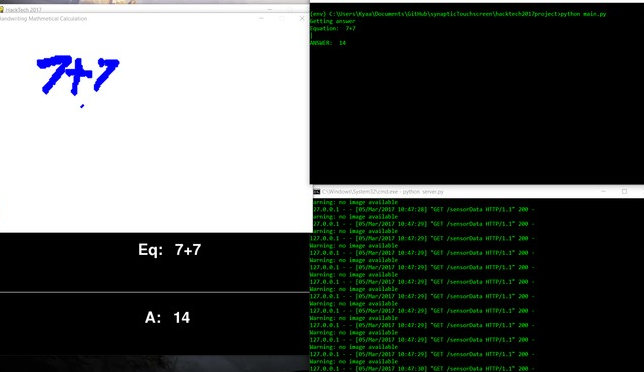 HackTech 2017
Handwriting Mathmetical Calculation
7+7
Eq: 7+7
A: 14
(env) C:\Users\Kyaa\Documents\GitHub\synapticTouchscreen\hacktech2017project>python main.py
Getting answer
Equation: 7+7
ANSWER: 14
C:\Windows\System32\cmd.exe - python server.py
Warning: no image available
127.0.0.1 - - [05/Mar/2017 10:47:28] "GET /sensorData HTTP/1.1" 200 -
Warning: no image available
127.0.0.1 - - [05/Mar/2017 10:47:29] "GET /sensorData HTTP/1.1" 200 -
Warning: no image available
127.0.0.1 - - [05/Mar/2017 10:47:29] "GET /sensorData HTTP/1.1" 200 -
Warning: no image available
127.0.0.1 - - [05/Mar/2017 10:47:29] "GET /sensorData HTTP/1.1" 200 -
Warning: no image available
127.0.0.1 - - [05/Mar/2017 10:47:29] "GET /sensorData HTTP/1.1" 200 -
Warning: no image available
127.0.0.1 - - [05/Mar/2017 10:47:29] "GET /sensorData HTTP/1.1" 200 -
Warning: no image available
127.0.0.1 - - [05/Mar/2017 10:47:29] "GET /sensorData HTTP/1.1" 200 -
Warning: no image available
127.0.0.1 - - [05/Mar/2017 10:47:29] "GET /sensorData HTTP/1.1" 200 -
Warning: no image available
127.0.0.1 - - [05/Mar/2017 10:47:29] "GET /sensorData HTTP/1.1" 200 -
Warning: no image available
127.0.0.1 - - [05/Mar/2017 10:47:29] "GET /sensorData HTTP/1.1" 200 -
Warning: no image available
127.0.0.1 - - [05/Mar/2017 10:47:29] "GET /sensorData HTTP/1.1" 200 -
Warning: no image available
127.0.0.1 - - [05/Mar/2017 10:47:30] "GET /sensorData HTTP/1.1" 200 -